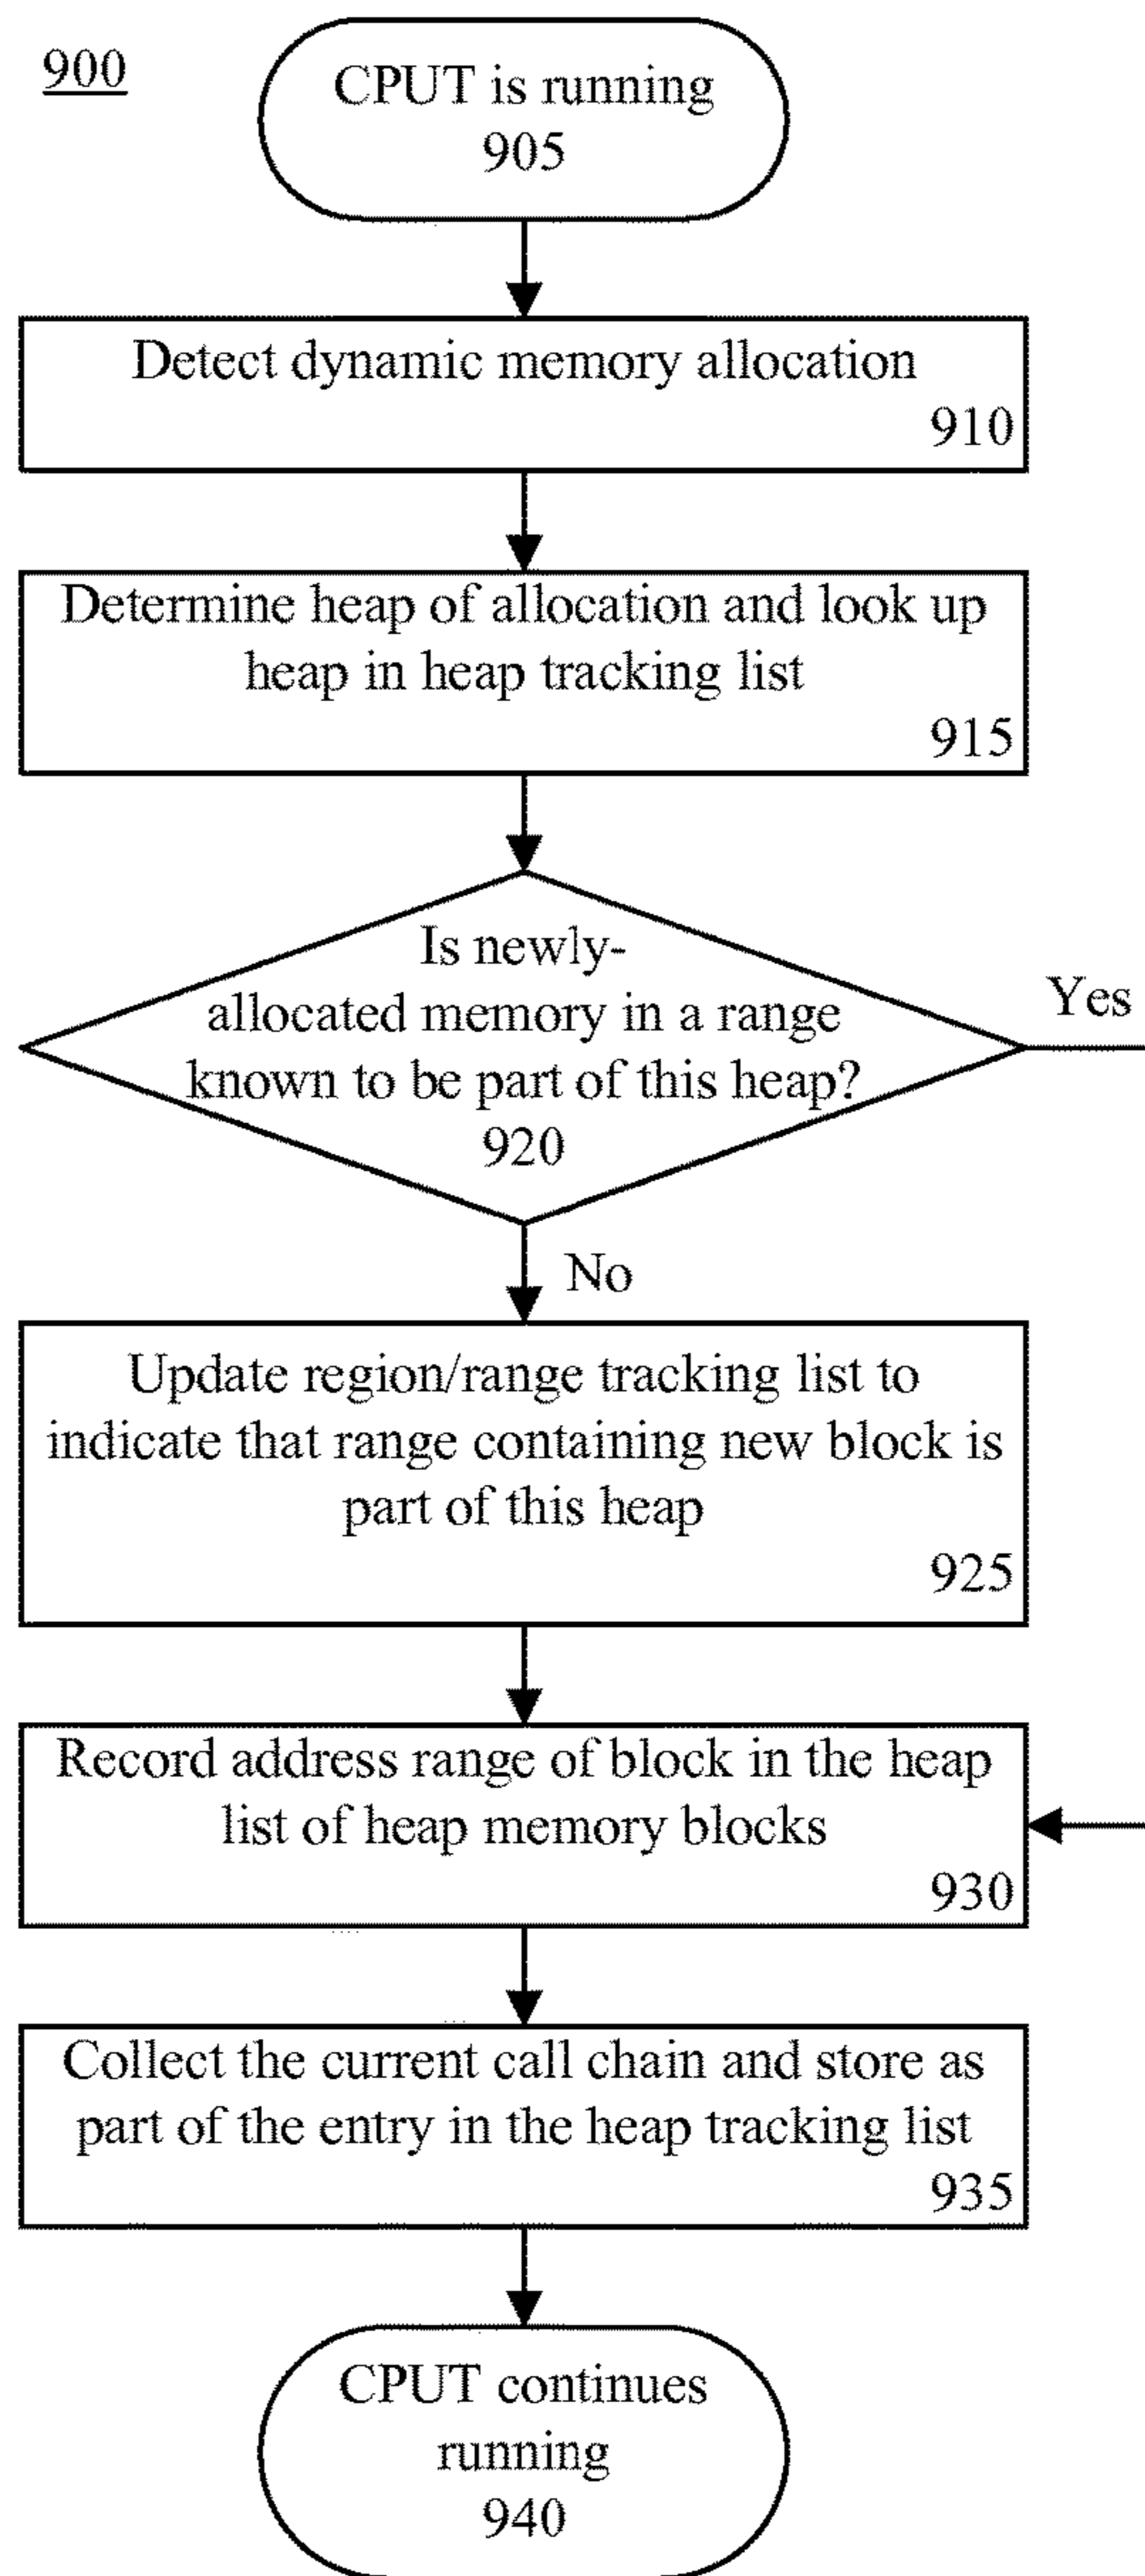 900
CPUT is running
905
Detect dynamic memory allocation
910
Determine heap of allocation and look up
heap in heap tracking list
915
Is newly-
allocated memory in a range
known to be part of this heap?
920
Yes
No
Update region/range tracking list to
indicate that range containing new block is
part of this heap
925
Record address range of block in the heap
list of heap memory blocks
930
Collect the current call chain and store as
part of the entry in the heap tracking list
935
CPUT continues
running
940